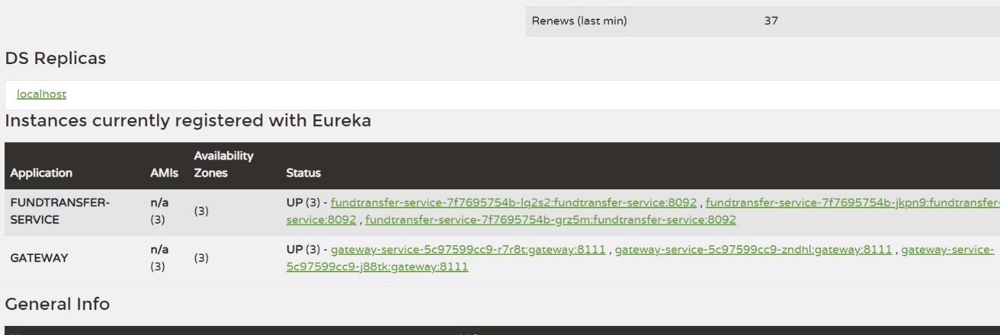 Renews (last min) 37
DS Replicas
localhost
Instances currently registered with Eureka
Application AMIs Availability Zones Status
FUNDTRANSFER-SERVICE n/a (3) (3) UP (3) - fundtransfer-service-7f7695754b-lq2s2:fundtransfer-service:8092 , fundtransfer-service-7f7695754b-jkpn9:fundtransfer-
service:8092 , fundtransfer-service-7f7695754b-grz5m:fundtransfer-service:8092
GATEWAY n/a (3) (3) UP (3) - gateway-service-5c97599cc9-r7r8t:gateway:8111 , gateway-service-5c97599cc9-zndhl:gateway:8111 , gateway-service-
5c97599cc9-j88tk:gateway:8111
General Info